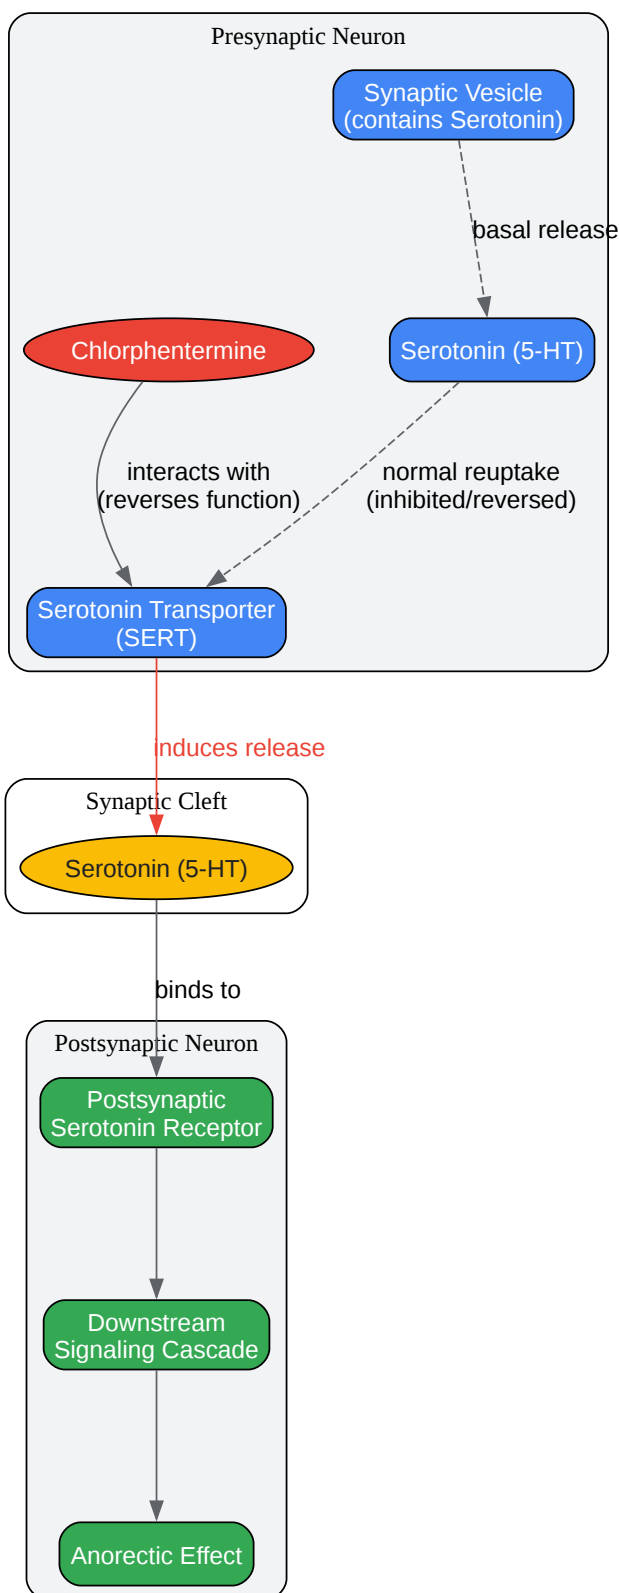 Presynaptic Neuron
Synaptic Vesicle
(contains Serotonin)
basal release
Chlorphentermine
Serotonin (5-HT)
interacts with
(reverses function)
normal reuptake
(inhibited/reversed)
Serotonin Transporter
(SERT)
induces release
Synaptic Cleft
Serotonin (5-HT)
binds to
Postsynaptic Neuron
Postsynaptic
Serotonin Receptor
Downstream
Signaling Cascade
Anorectic Effect